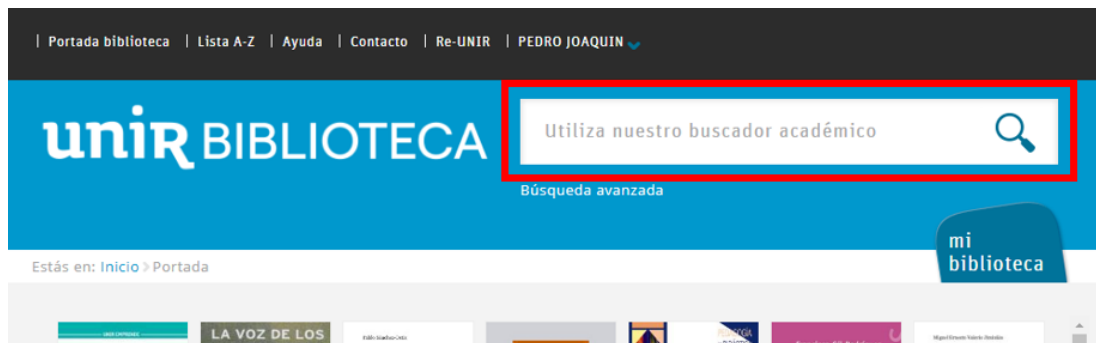 | Portada biblioteca | Lista A-Z | Ayuda | Contacto | Re-UNIR | PEDRO JOAQUIN
unir BIBLIOTECA
Utiliza nuestro buscador académico
Búsqueda avanzada
mi
biblioteca
Estás en: Inicio > Portada
LA VOZ DE LOS